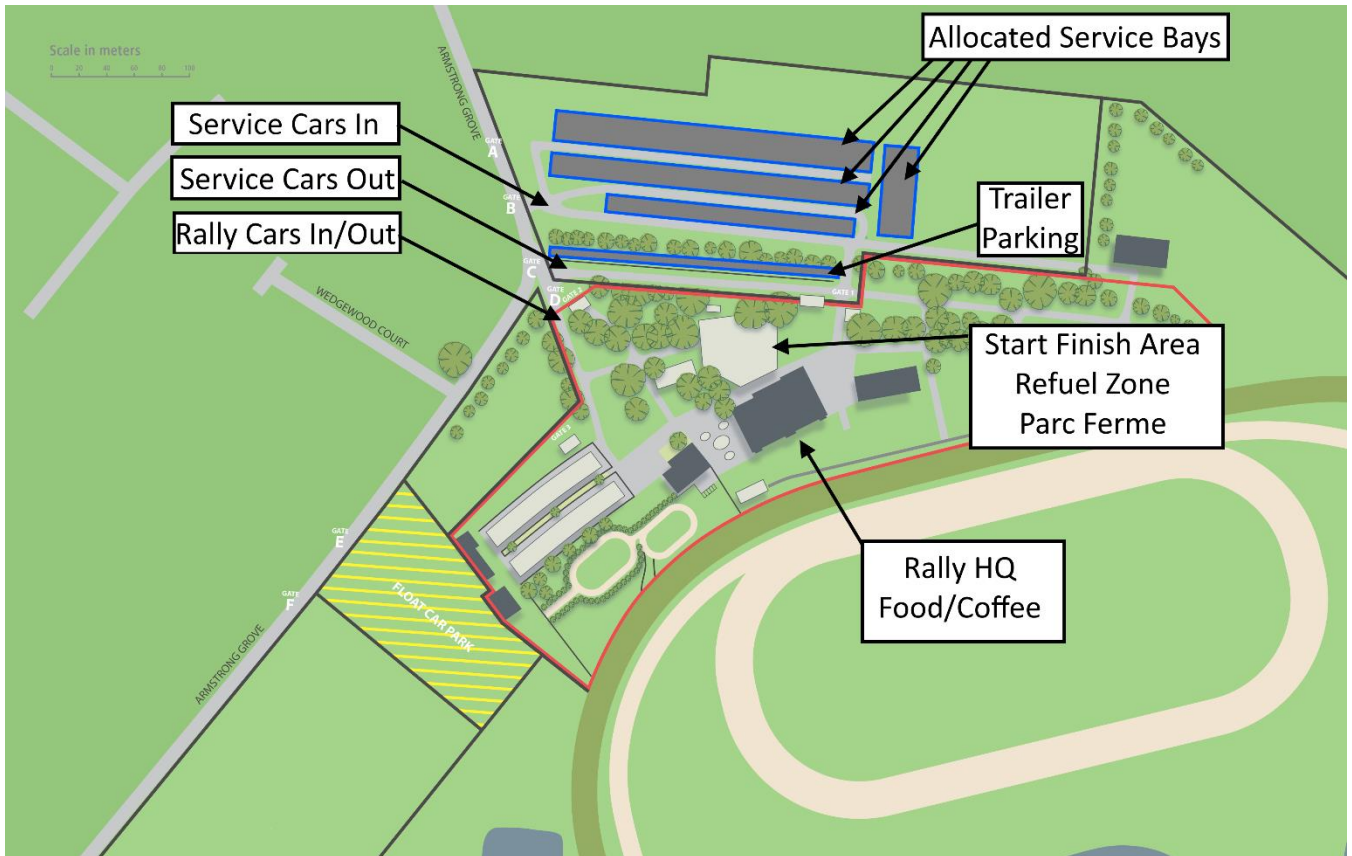 Scale in meters
0 20 40 60 80 100
ARMSTRONG GROVE
Allocated Service Bays
Service Cars In
GATE
A
Service Cars Out
GATE
B
Trailer
Parking
Rally Cars In/Out
GATE
C
GATE
D
GATE 1
WEDGEWOOD COURT
Start Finish Area
Refuel Zone
Parc Ferme
Rally HQ
Food/Coffee
GATE
E
GATE
F
FLOAT CAR PARK
ARMSTRONG GROVE